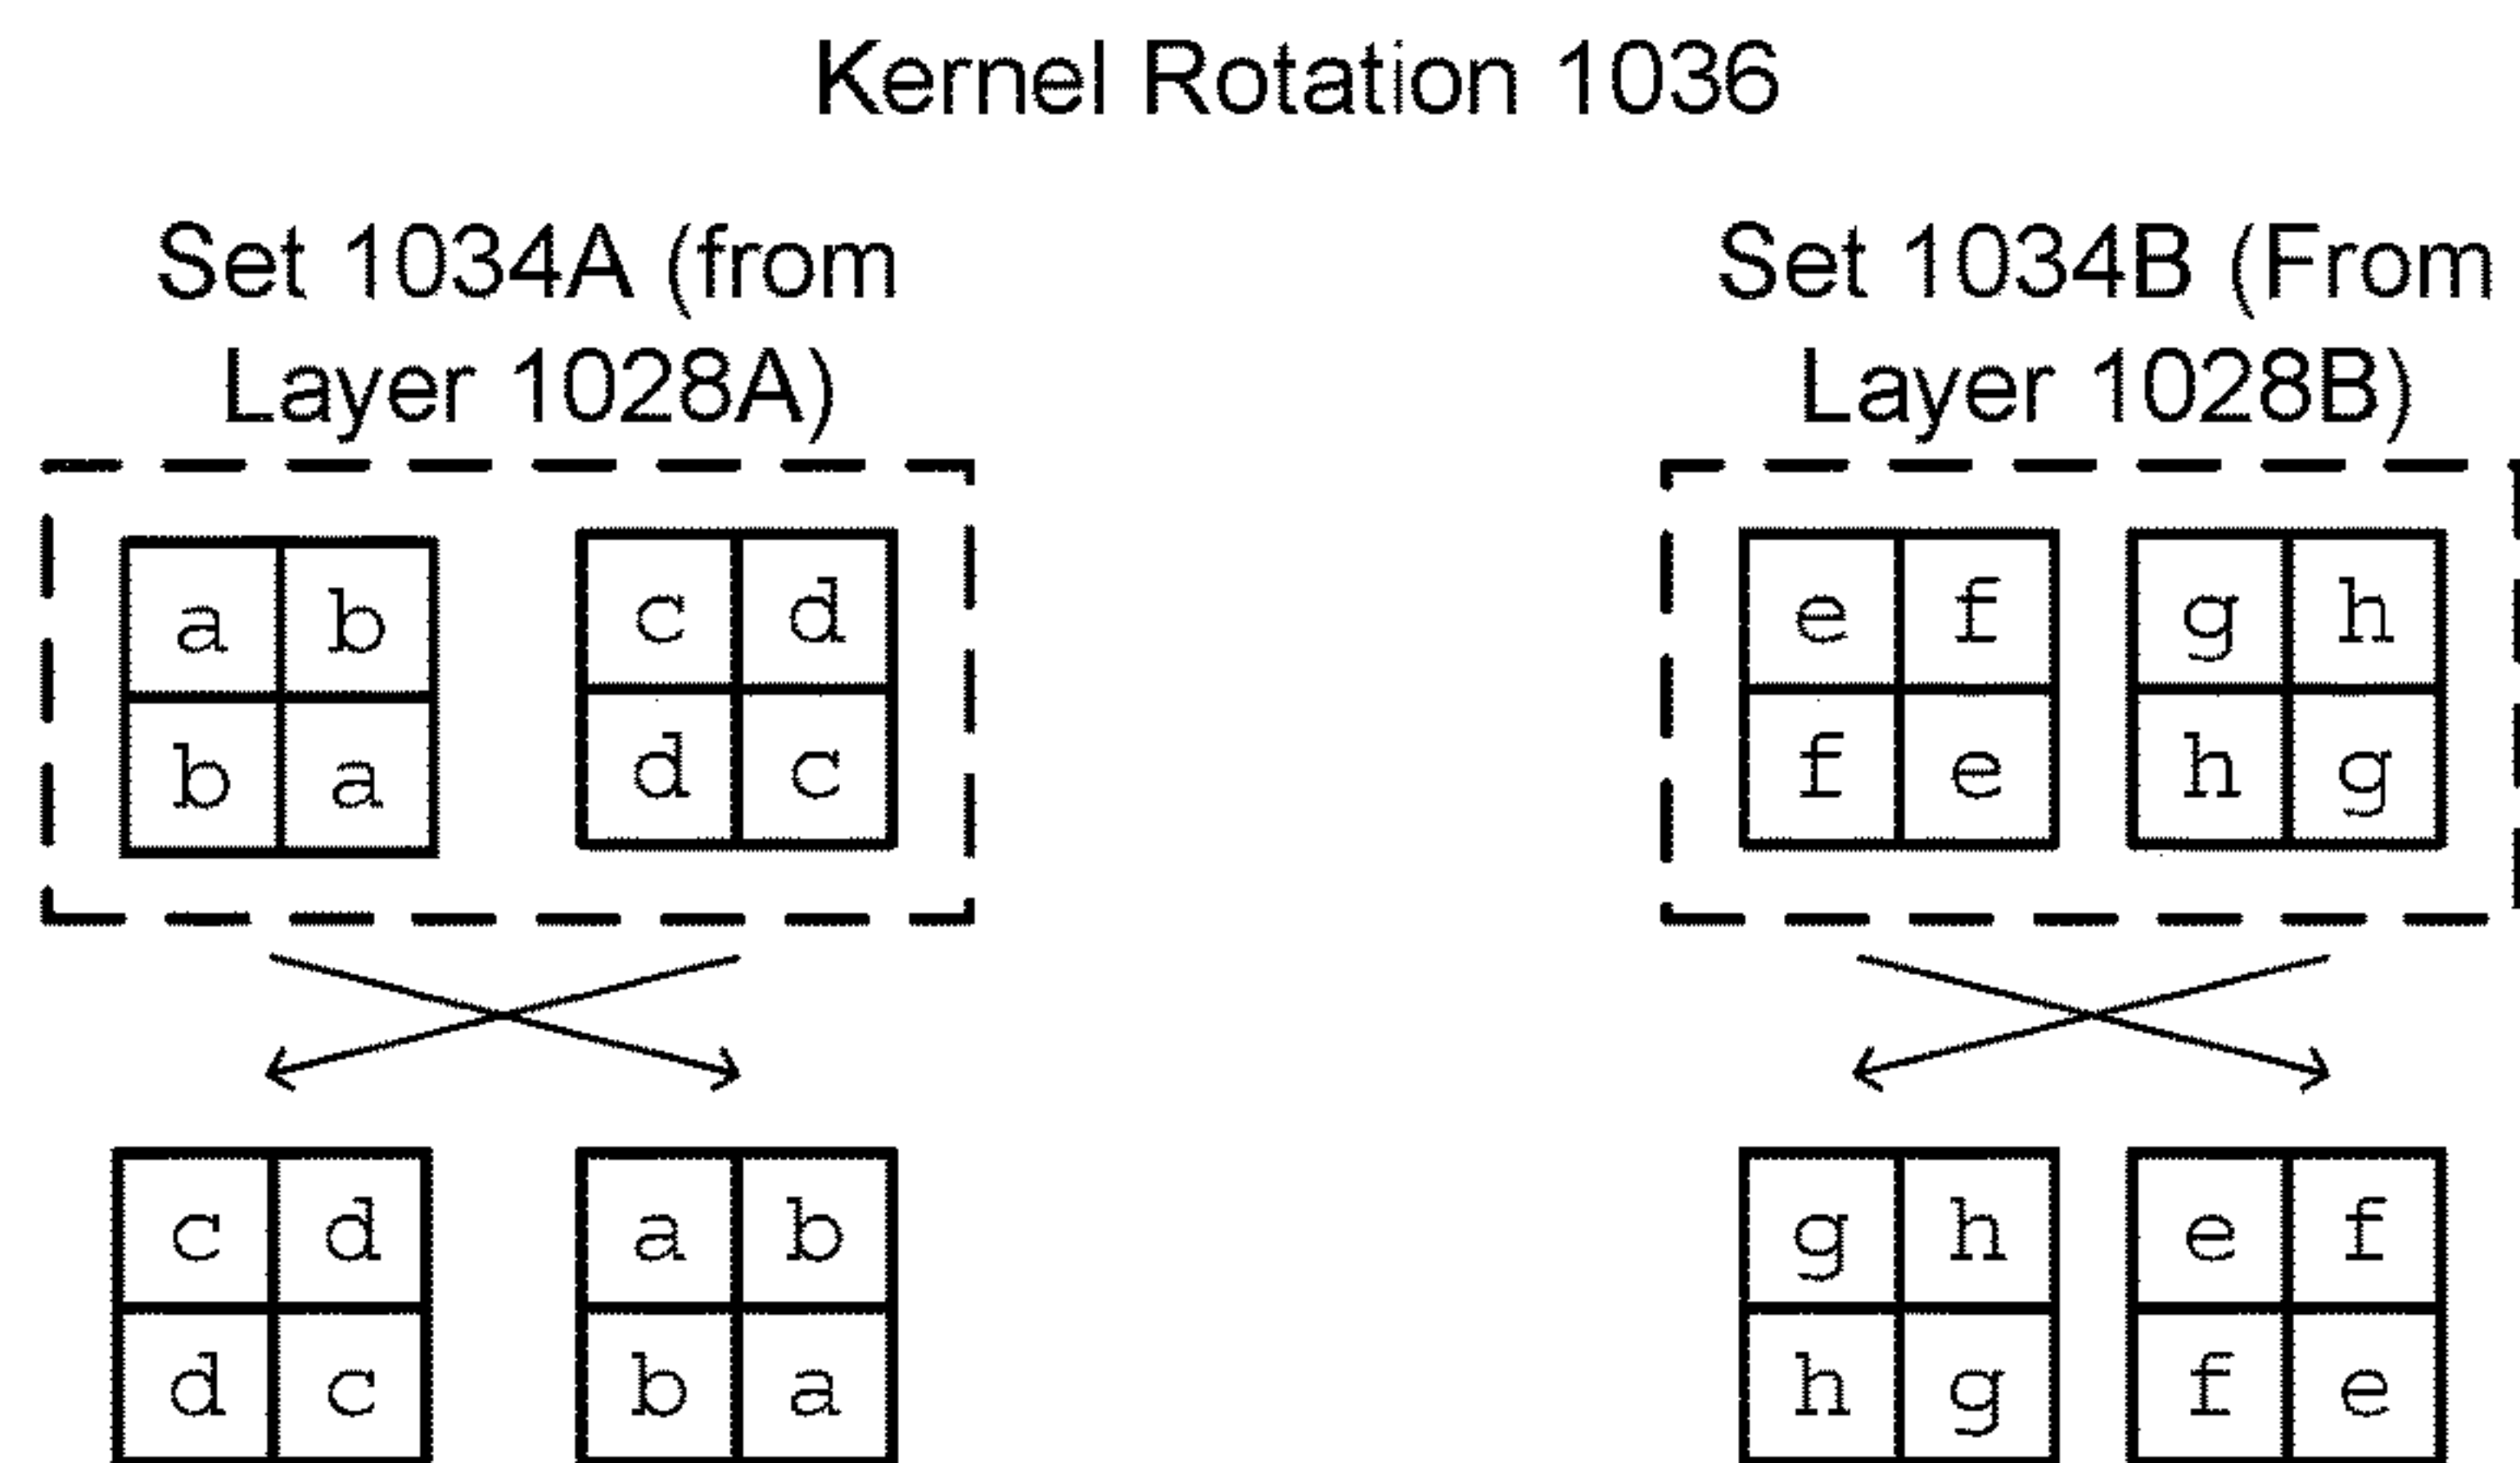 Kernel Rotation 1036
Set 1034A (from
Layer 1028A)
Set 1034B (From
Layer 1028B)
a b
b a
c d
d c
e f
f e
g h
h g
c d
d c
a b
b a
g h
h g
e f
f e